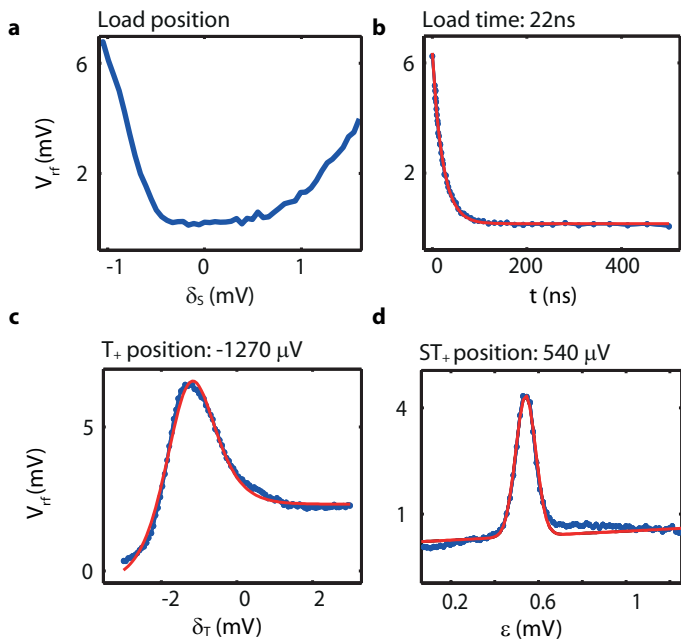 a Load position
6
2
V_rf (mV)
-1 0 1
δ_S (mV)
b Load time: 22ns
6
2
0 200 400
t (ns)
c
T_+ position: -1270 μV
5
0
V_rf (mV)
-2 0 2
δ_T (mV)
d
ST_+ position: 540 μV
4
1
0.2 0.6 1
ε (mV)